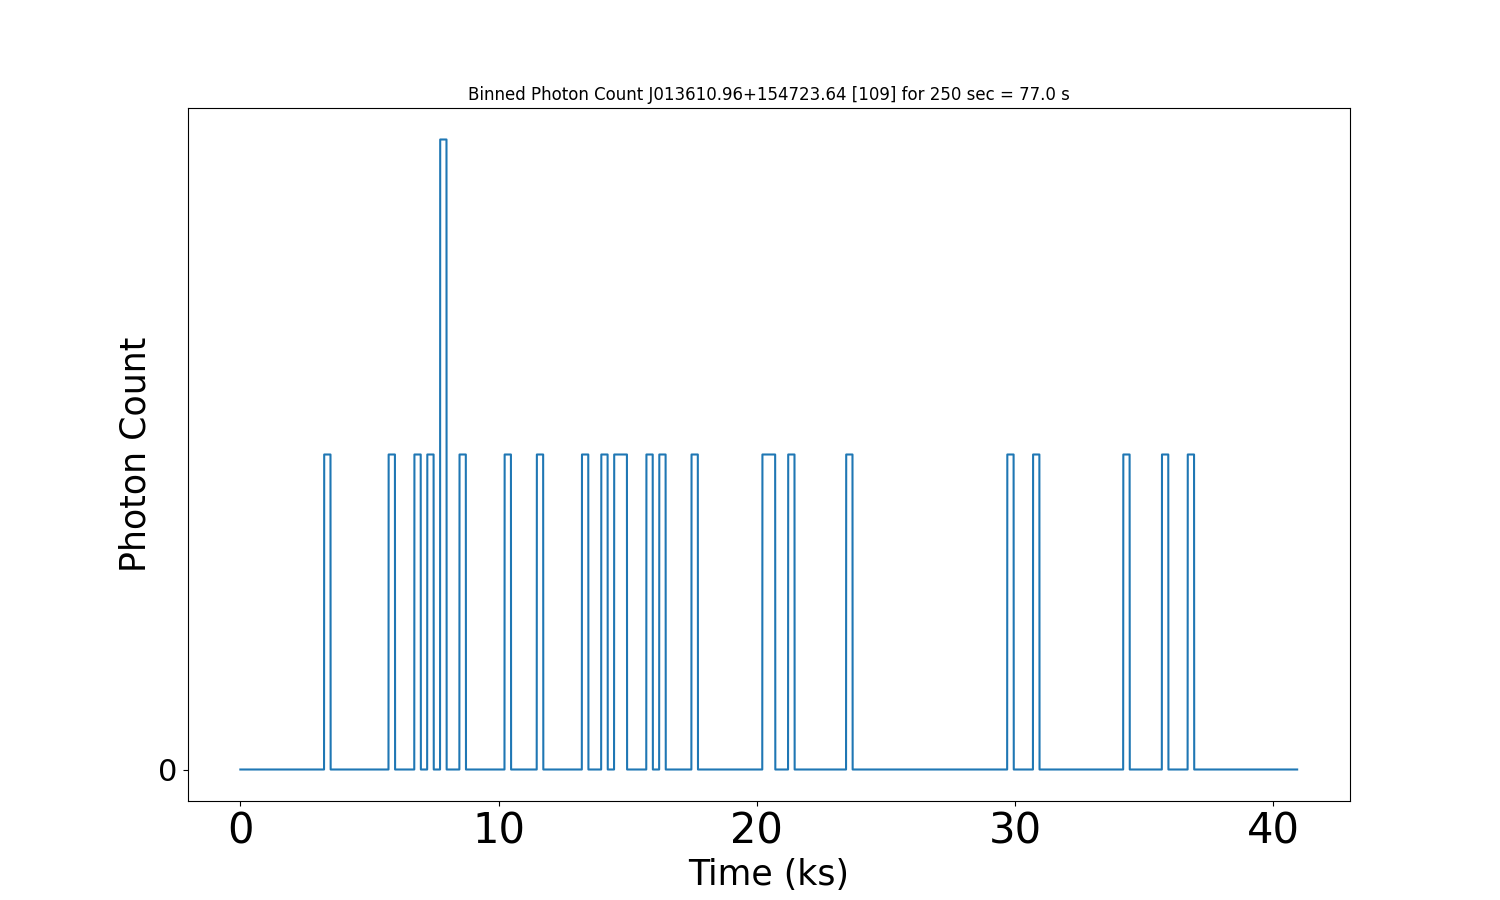 Binned Photon Count J013610.96+154723.64 [109] for 250 sec = 77.0 s
Photon Count
0
0 10 20 30 40
Time (ks)